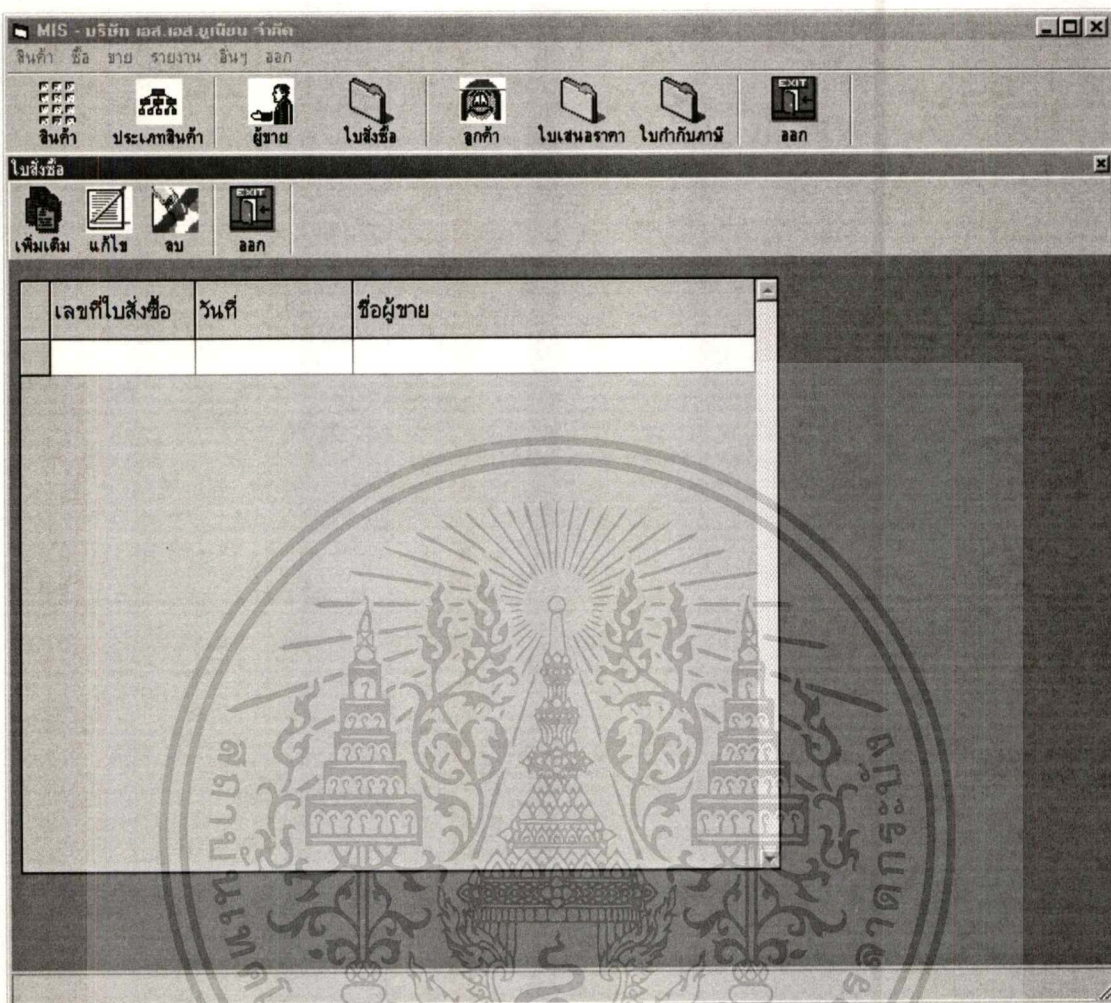 MIS - บริษัท เอส.เอส.ยูเนียน จำกัด
สินค้า ซื้อ ขาย รายงาน อื่นๆ ออก
EXIT
สินค้า ประเภทสินค้า ผู้ขาย ใบสั่งซื้อ ลูกค้า ใบเสนอราคา ใบกำกับภาษี ออก
ใบสั่งซื้อ
EXIT
เพิ่มเติม แก้ไข ลบ ออก
เลขที่ใบสั่งซื้อ วันที่ ชื่อผู้ขาย